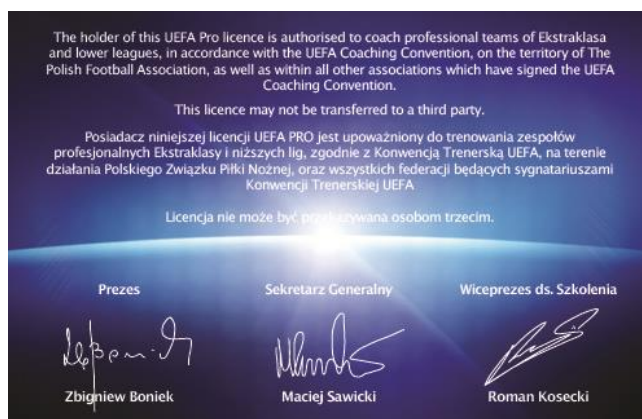 The holder of this UEFA Pro licence is authorised to coach professional teams of Ekstraklasa
and lower leagues, in accordance with the UEFA Coaching Convention, on the territory of The
Polish Football Association, as well as within all other associations which have signed the UEFA
Coaching Convention.
This licence may not be transferred to a third party.
Posiadacz niniejszej licencji UEFA PRO jest upoważniony do trenowania zespołów
profesjonalnych Ekstraklasy i niższych lig, zgodnie z Konwencją Trenerską UEFA, na terenie
działania Polskiego Związku Piłki Nożnej, oraz wszystkich federacji będących sygnatariuszami
Konwencji Trenerskiej UEFA
Licencja nie może być przekazywana osobom trzecim.
Prezes Sekretarz Generalny Wiceprezes ds. Szkolenia
Zbigniew Boniek Maciej Sawicki Roman Kosecki